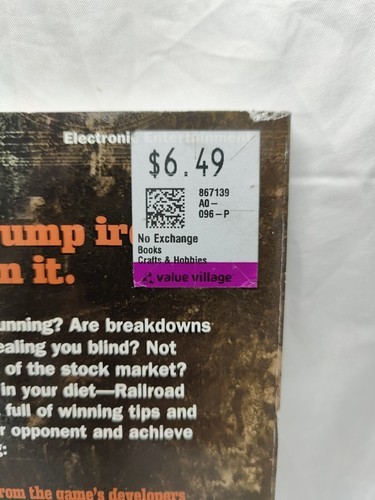 Electronic Entertainment
$6.49
867139
A0-
096-P
No Exchange
Books
Crafts & Hobbies
value village
ump
n it.
unning? Are breakdowns
ealing you blind? Not
of the stock market?
in your diet—Railroad
full of winning tips and
r opponent and achieve
g:
from the game's developers